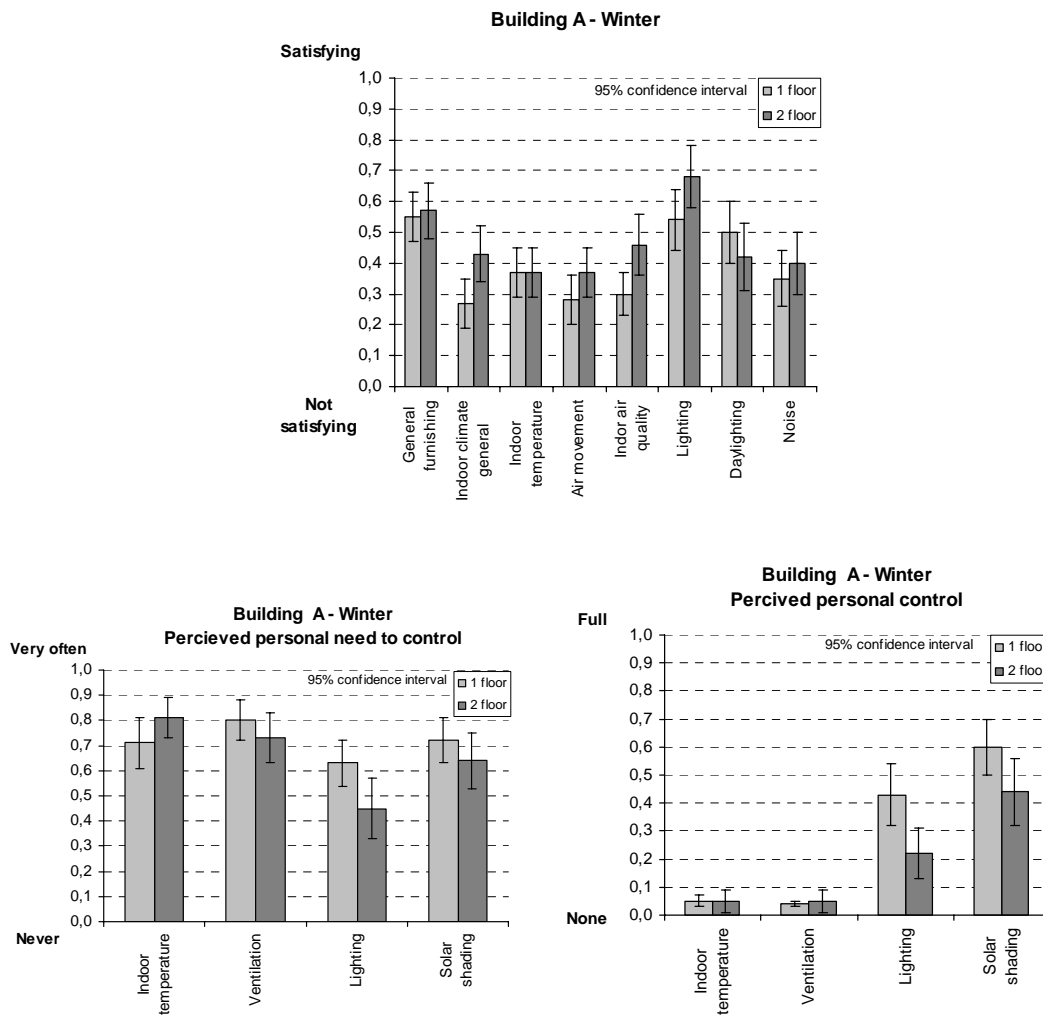 Building A - Winter
Satisfying
95% confidence interval
1 floor
2 floor
1,0
0,9
0,8
0,7
0,6
0,5
0,4
0,3
0,2
0,1
0,0
Not
satisfying
General
furnishing
Indoor climate
general
Indoor
temperature
Air movement
Indor air
quality
Lighting
Daylighting
Noise
Building A - Winter
Percieved personal need to control
Very often
95% confidence interval
1 floor
2 floor
1,0
0,9
0,8
0,7
0,6
0,5
0,4
0,3
0,2
0,1
0,0
Never
Indoor
temperature
Ventilation
Lighting
Solar
shading
Building A - Winter
Percived personal control
Full
95% confidence interval
1 floor
2 floor
1,0
0,9
0,8
0,7
0,6
0,5
0,4
0,3
0,2
0,1
0,0
None
Indoor
temperature
Ventilation
Lighting
Solar
shading